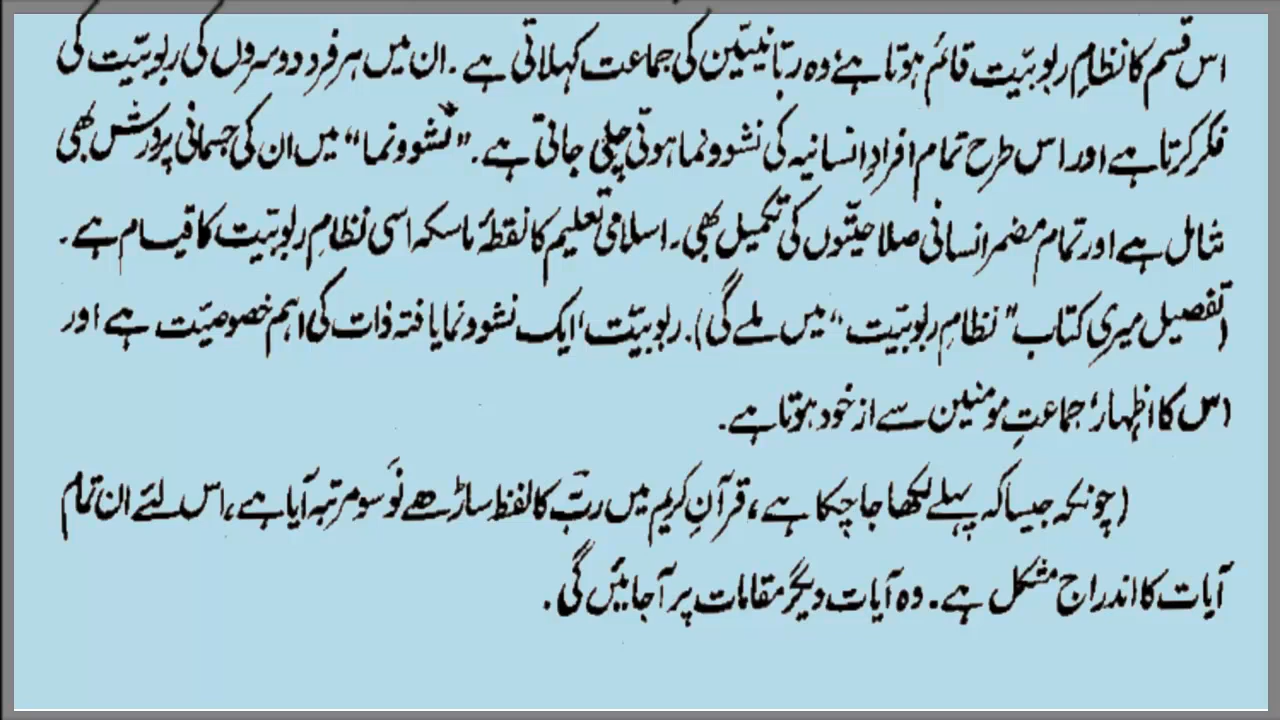 اس قسم کا نظامِ ربوبیّت قائم ہوتا ہے وہ ربّانیّین کی جماعت کہلاتی ہے۔ ان میں ہر فرد دوسروں کی ربوبیّت کی
فکر کرتا ہے اور اس طرح تمام افرادِ انسانیہ کی نشوونما ہوتی چلی جاتی ہے۔ "نشوونما" میں ان کی جسمانی پرورش بھی
شامل ہے اور تمام مضمر انسانی صلاحیّتوں کی تکمیل بھی۔ اسلامی تعلیم کا نقطۂ ماسکہ اسی نظامِ ربوبیّت کا قیام ہے۔
(تفصیل میری کتاب "نظامِ ربوبیّت" میں ملے گی)۔ ربوبیّت، ایک نشوونما یافتہ ذات کی اہم خصوصیّت ہے اور
اس کا اظہار، جماعتِ مومنین سے از خود ہوتا ہے۔
(چونکہ جیسا کہ پہلے لکھا جا چکا ہے، قرآنِ کریم میں ربّ کا لفظ ساڑھے نَو سو مرتبہ آیا ہے، اس لئے ان تمام
آیات کا اندراج مشکل ہے۔ وہ آیات دیگر مقامات پر آجائیں گی۔